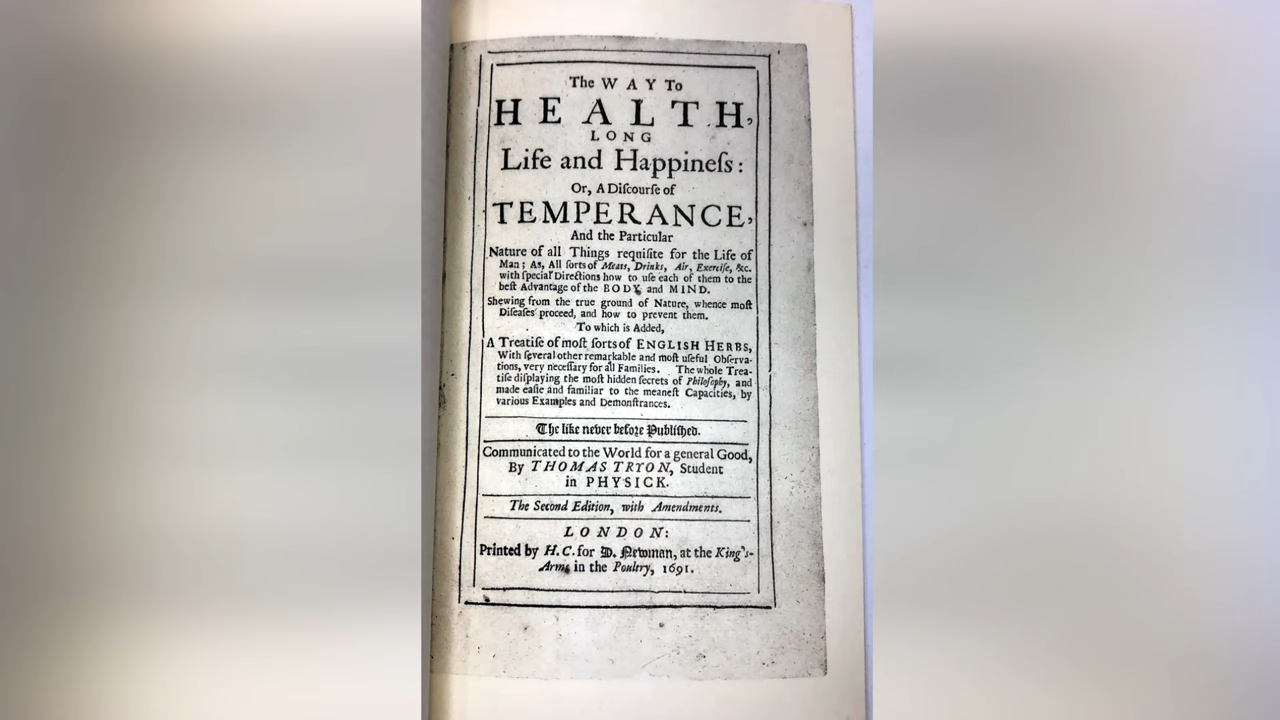 The WAY To
HEALTH,
LONG
Life and Happineſs:
Or, A Diſcourſe of
TEMPERANCE,
And the Particular
Nature of all Things requiſite for the Life of
Man; As, All ſorts of Meats, Drinks, Air, Exerciſe, &c.
with ſpecial Directions how to uſe each of them to the
beſt Advantage of the BODY and MIND.
Shewing from the true ground of Nature, whence moſt
Diſeaſes proceed, and how to prevent them.
To which is Added,
A Treatiſe of moſt ſorts of ENGLISH HERBS,
With ſeveral other remarkable and moſt uſeful Obſerva-
tions, very neceſſary for all Families. The whole Trea-
tiſe diſplaying the moſt hidden ſecrets of Philoſophy, and
made eaſie and familiar to the meaneſt Capacities, by
various Examples and Demonſtrances.
The like never before Publiſhed.
Communicated to the World for a general Good,
By THOMAS TRYON, Student
in PHYSICK.
The Second Edition, with Amendments.
LONDON:
Printed by H. C. for D. Newman, at the King's-
Arms in the Poultry, 1691.